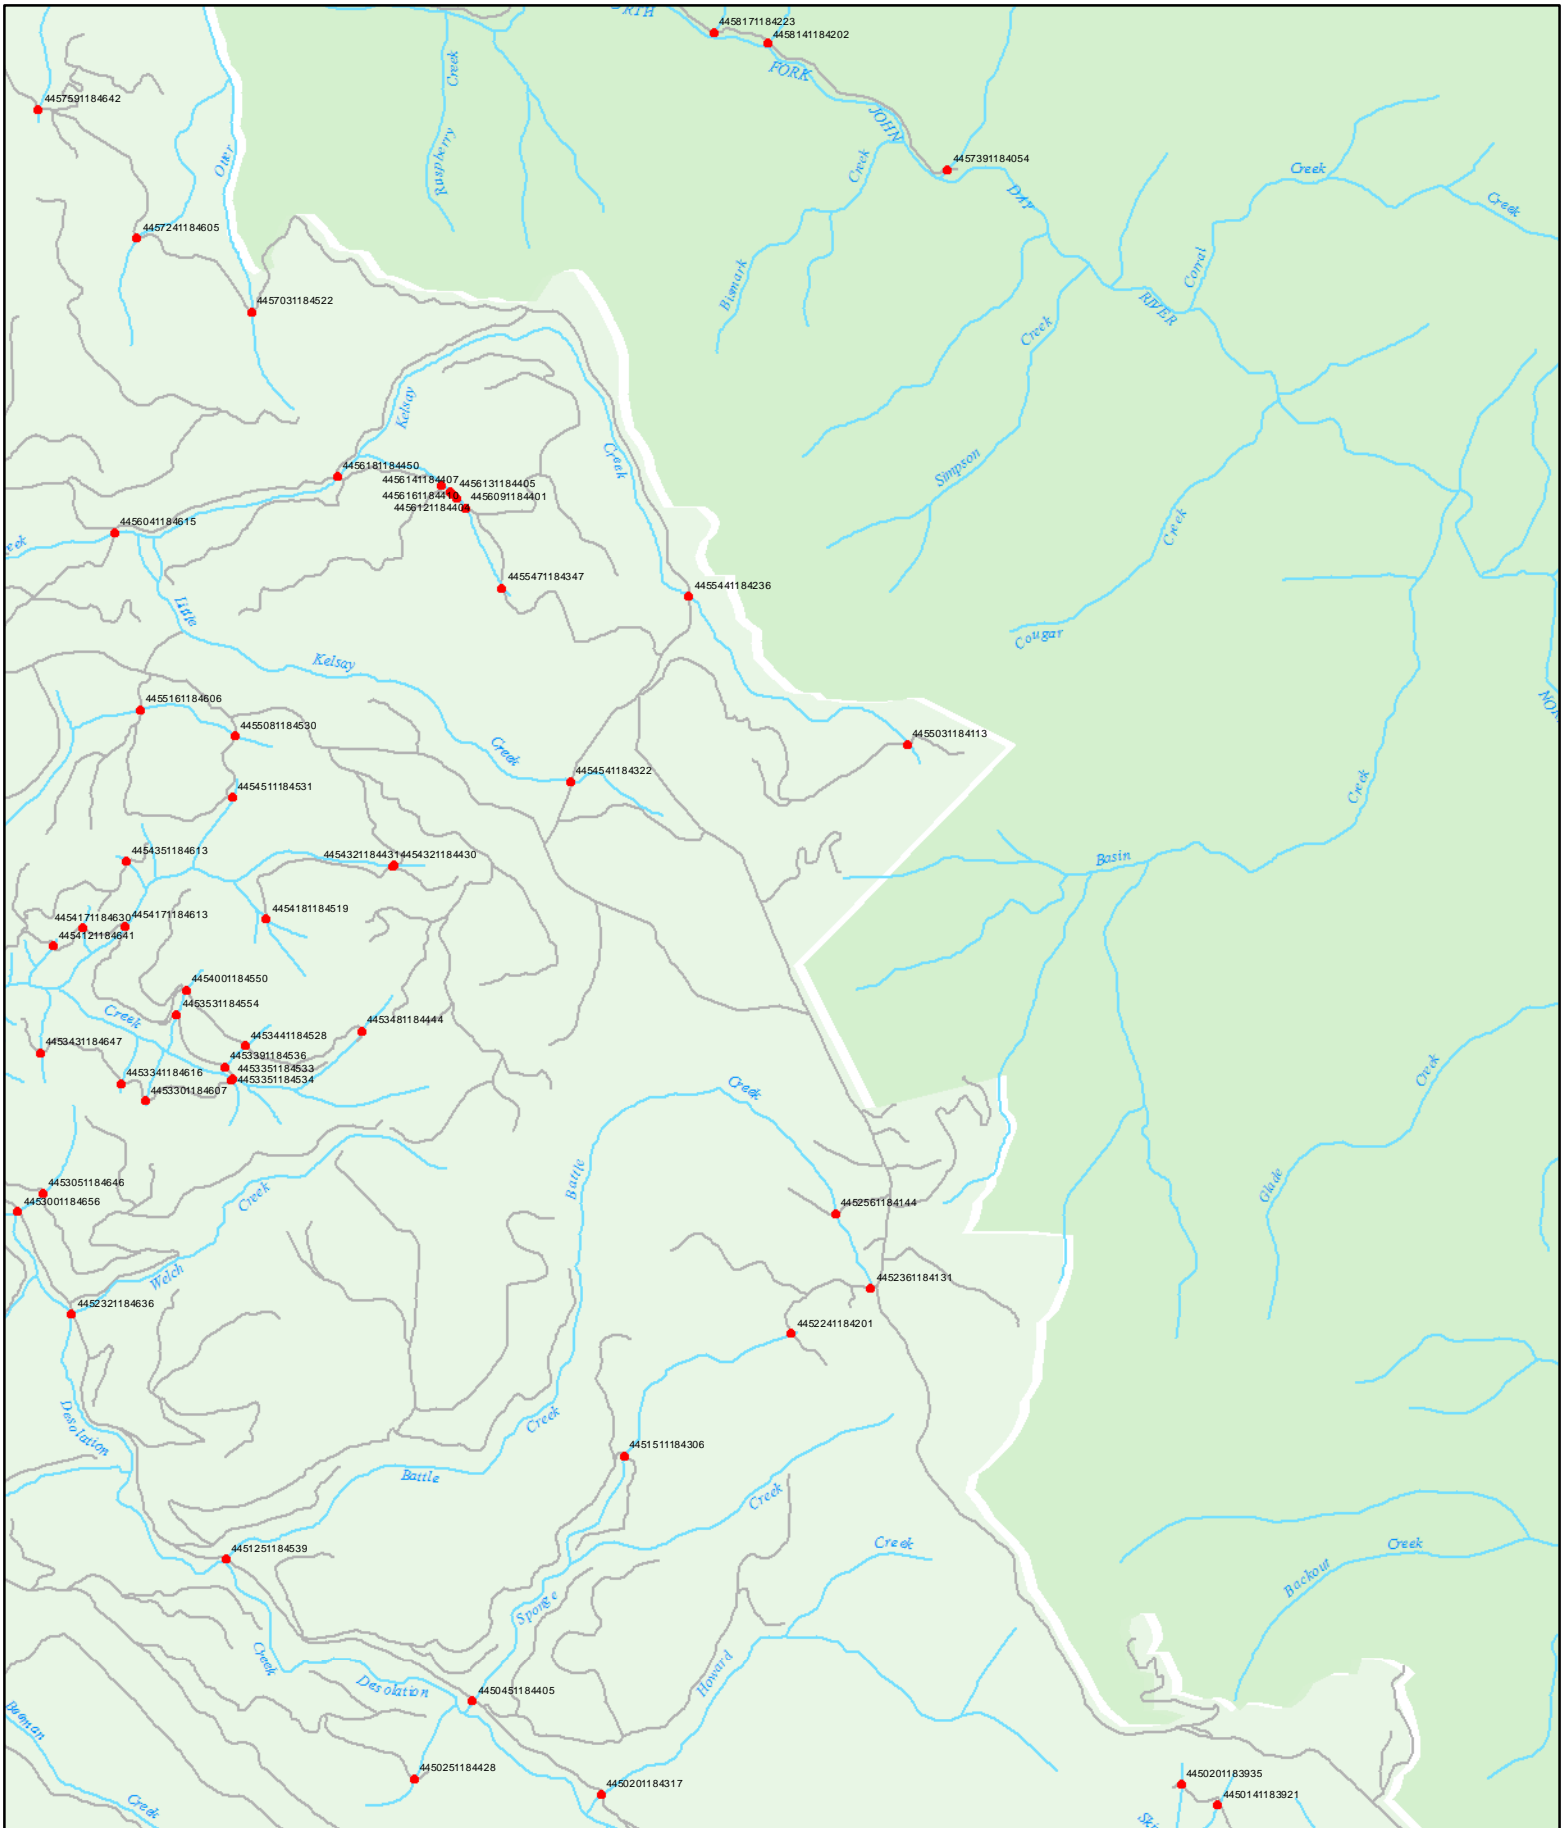 4458171184223
4458141184202
FORK
Creek
4457591184642
JOHN
Raspberry
Creek
4457391184054
Creek
DAY
Creek
4457241184605
Bismark
Corral
4457031184522
RIVER
Creek
Kelsay
Creek
Simpson
4456181184450
4456141184407
4456131184405
4456161184410
4456091184401
4456121184404
4456041184615
Creek
4455471184347
4455441184236
Little
Cougar
Kelsay
4455161184606
4455081184530
4455031184113
Creek
4454541184322
Creek
4454511184531
4454351184613
4454321184431
4454321184430
Basin
4454171184630
4454171184613
4454181184519
4454121184641
4454001184550
4453531184554
Creek
4453481184444
4453441184528
4453431184647
4453391184536
4453351184533
4453341184616
4453351184534
4453301184607
Creek
Creek
Battle
4453051184646
Creek
Glade
4453001184656
4452561184144
Welch
4452361184131
4452321184636
4452241184201
Desolation
Creek
4451511184306
Battle
Creek
Creek
Creek
4451251184539
Backout
Sponge
Creek
Howard
Desolation
4450451184405
4450251184428
4450201184317
4450201183935
4450141183921
Creek